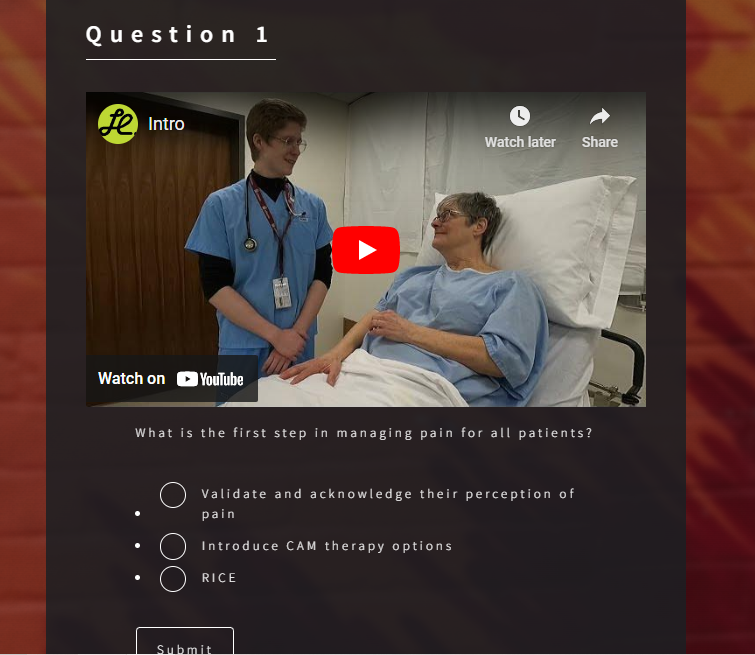 Question 1
Intro
Watch later
Share
Watch on YouTube
What is the first step in managing pain for all patients?
Validate and acknowledge their perception of
pain
Introduce CAM therapy options
RICE
Submit